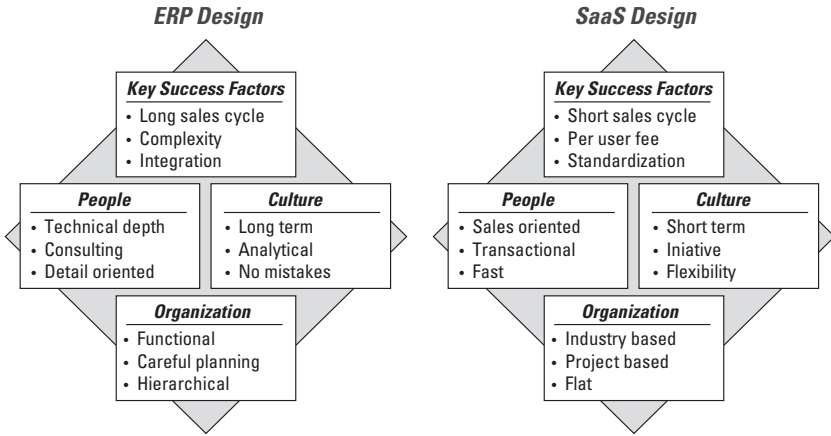 ERP Design
Key Success Factors
• Long sales cycle
• Complexity
• Integration
People
• Technical depth
• Consulting
• Detail oriented
Culture
• Long term
• Analytical
• No mistakes
Organization
• Functional
• Careful planning
• Hierarchical
SaaS Design
Key Success Factors
• Short sales cycle
• Per user fee
• Standardization
People
• Sales oriented
• Transactional
• Fast
Culture
• Short term
• Iniative
• Flexibility
Organization
• Industry based
• Project based
• Flat